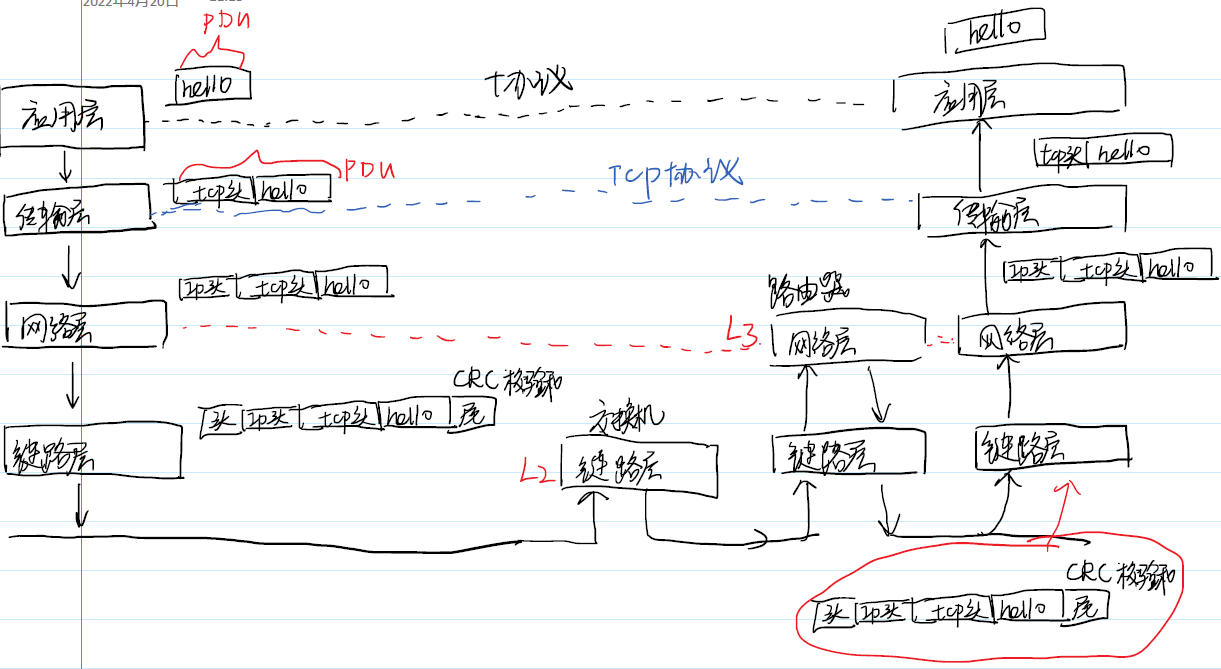 2022年4月20日
PDU
hello
hello
应用层
协议
应用层
tcp头 hello
PDU
tcp头 hello
TCP协议
传输层
传输层
IP头 tcp头 hello
IP头 tcp头 hello
路由器
网络层
L3
网络层
网络层
CRC校验和
头 IP头 tcp头 hello 尾
交换机
链路层
L2
链路层
链路层
链路层
CRC校验和
头 IP头 tcp头 hello 尾